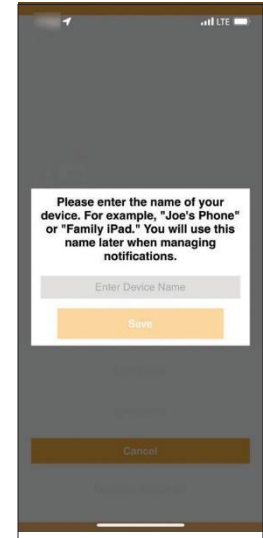 LTE
Please enter the name of your
device. For example, "Joe's Phone"
or "Family iPad." You will use this
name later when managing
notifications.
Enter Device Name
Save
Cancel